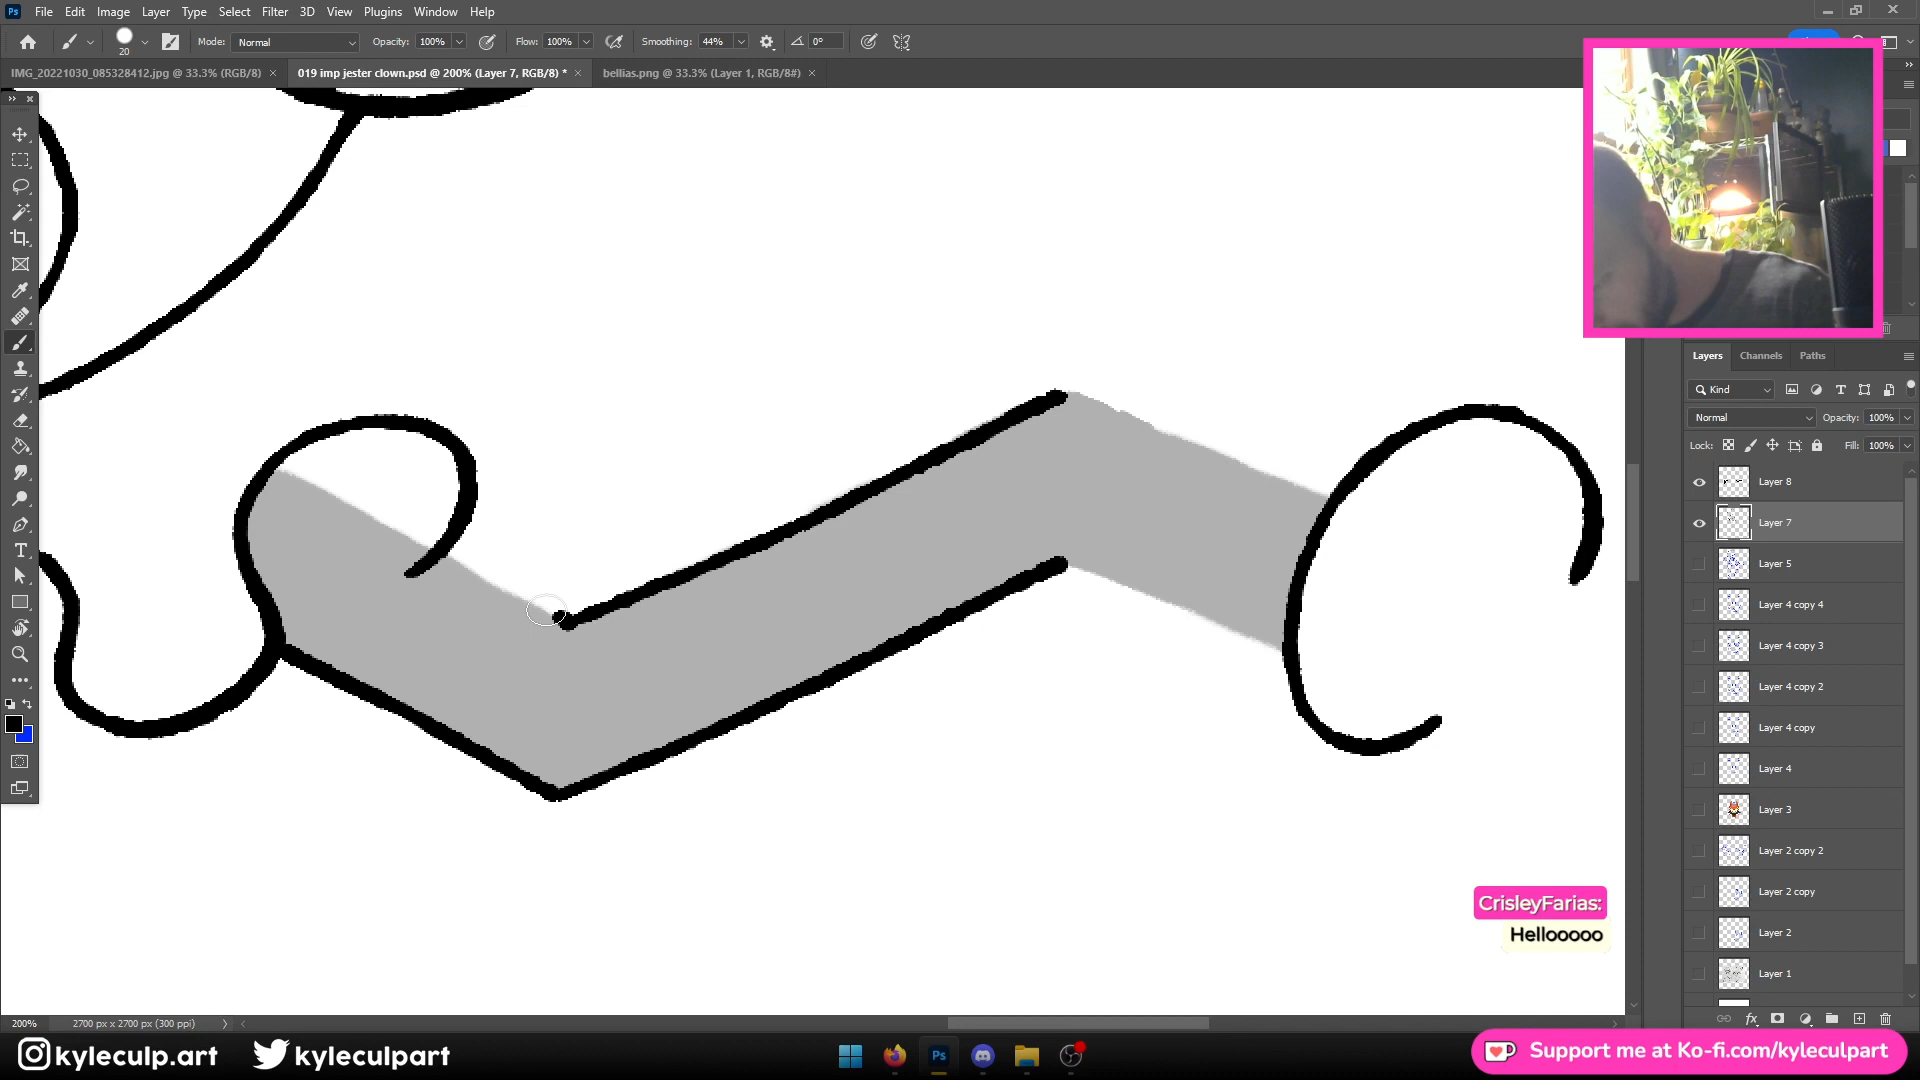 Ps File Edit Image Layer Type Select Filter 3D View Plugins Window Help
20 Mode: Normal Opacity: 100% Flow: 100% Smoothing: 44% 0°
IMG_20221030_085328412.jpg @ 33.3% (RGB/8) × 019 imp jester clown.psd @ 200% (Layer 7, RGB/8) * × bellias.png @ 33.3% (Layer 1, RGB/8#) ×
Layers Channels Paths
Kind
Normal Opacity: 100%
Lock: Fill: 100%
Layer 8
Layer 7
Layer 5
Layer 4 copy 4
Layer 4 copy 3
Layer 4 copy 2
Layer 4 copy
Layer 4
Layer 3
Layer 2 copy 2
Layer 2 copy
Layer 2
Layer 1
CrisleyFarias:
Hellooooo
200% 2700 px x 2700 px (300 ppi)
kyleculp.art kyleculpart
Ps
Support me at Ko-fi.com/kyleculpart